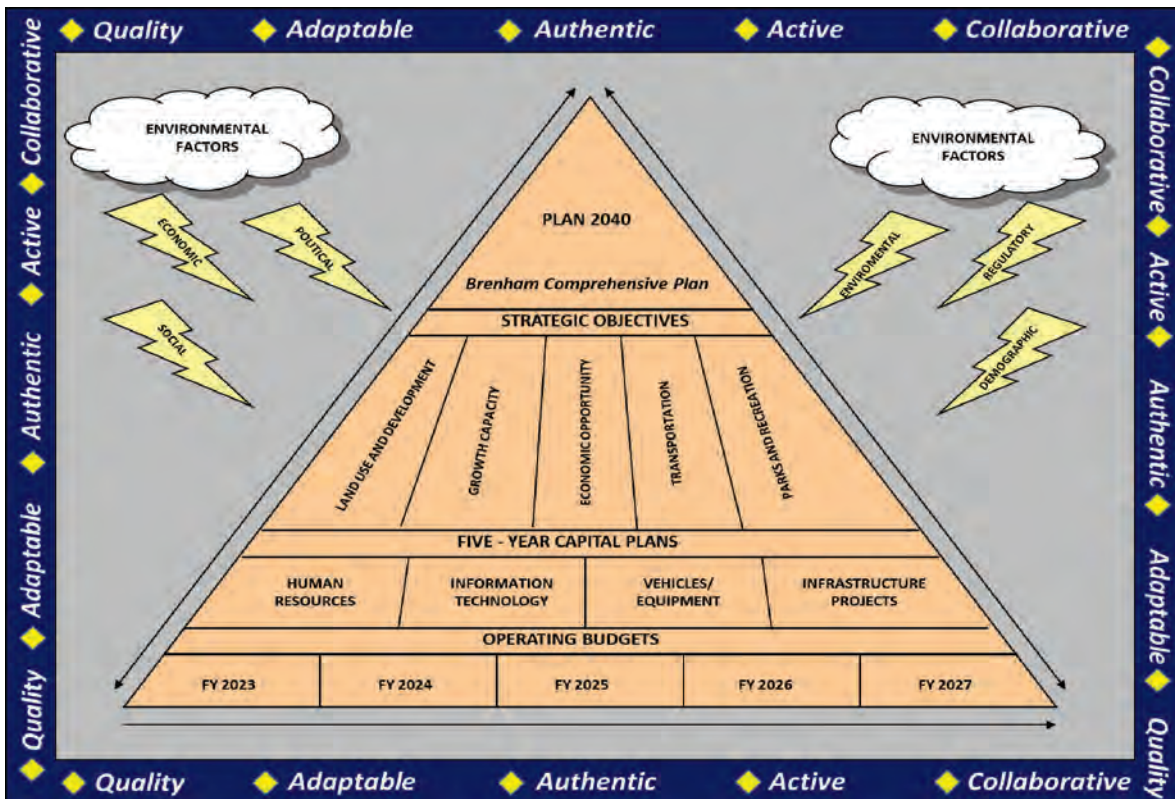 Quality Adaptable Authentic Active Collaborative
Collaborative
Active
Authentic
Adaptable
Quality
ENVIRONMENTAL
FACTORS
ECONOMIC
POLITICAL
SOCIAL
ENVIRONMENTAL
FACTORS
ENVIROMENTAL
REGULATORY
DEMOGRAPHIC
PLAN 2040
Brenham Comprehensive Plan
STRATEGIC OBJECTIVES
LAND USE AND DEVELOPMENT
GROWTH CAPACITY
ECONOMIC OPPORTUNITY
TRANSPORTATION
PARKS AND RECREATION
FIVE - YEAR CAPITAL PLANS
HUMAN
RESOURCES
INFORMATION
TECHNOLOGY
VEHICLES/
EQUIPMENT
INFRASTRUCTURE
PROJECTS
OPERATING BUDGETS
FY 2023
FY 2024
FY 2025
FY 2026
FY 2027
Collaborative
Active
Authentic
Adaptable
Quality
Quality Adaptable Authentic Active Collaborative